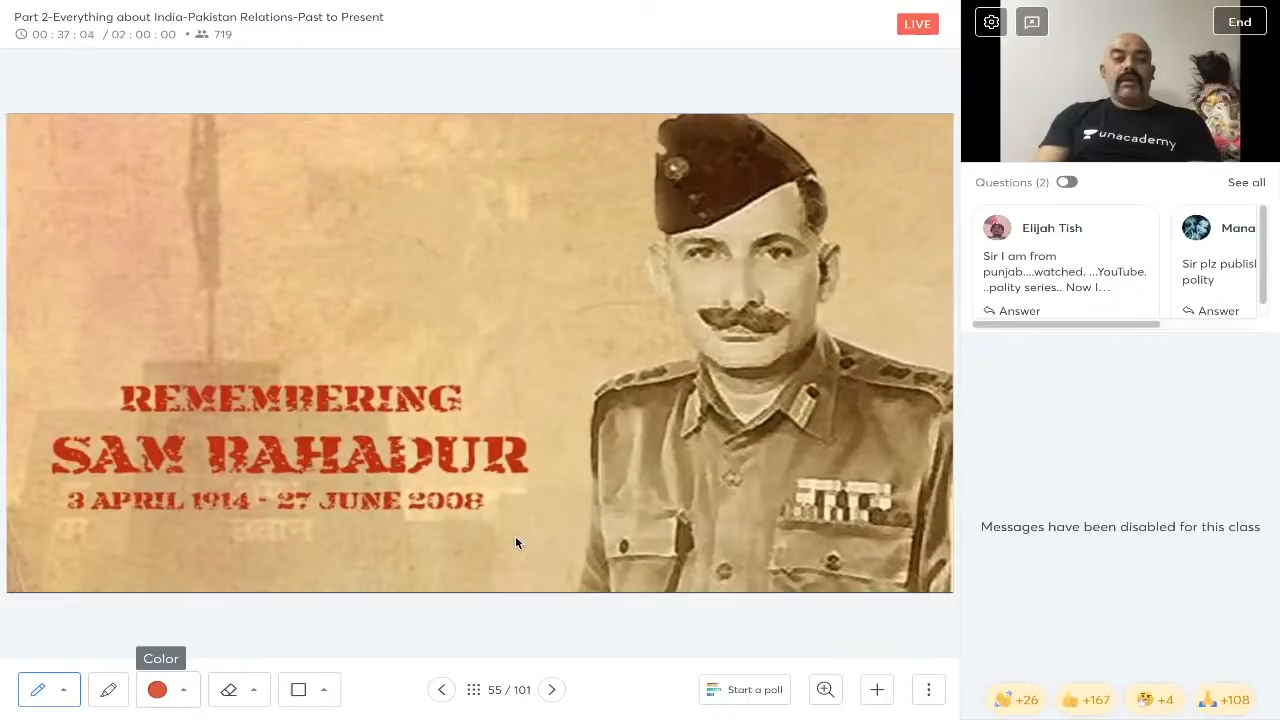 Part 2-Everything about India-Pakistan Relations-Past to Present
00 : 37 : 04 / 02 : 00 : 00 • 716
LIVE
End
unacademy
Questions (2)
See all
Elijah Tish
Sir I am from
punjab....watched. ...YouTube.
..polity series.. Now I...
Answer
Mana
Sir plz publisl
polity
Answer
REMEMBERING
SAM BAHADUR
3 APRIL 1914 - 27 JUNE 2008
Messages have been disabled for this class
Color
55 / 101
Start a poll
+26
+167
+4
+108